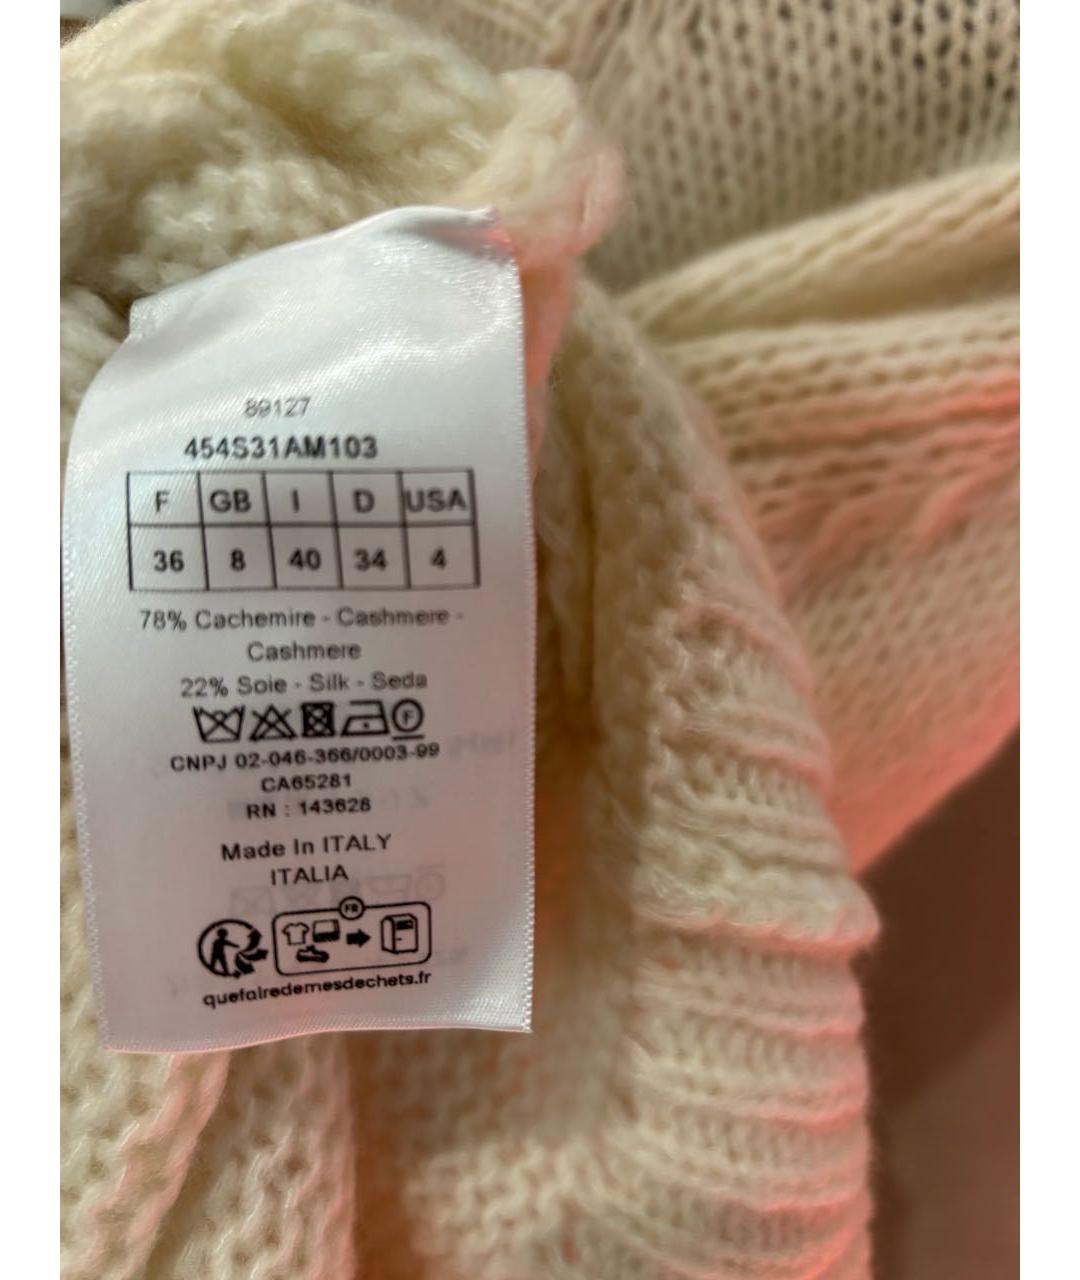 89127
454S31AM103
F GB I D USA
36 8 40 34 4
78% Cachemire - Cashmere -
Cashmere
22% Soie - Silk - Seda
F
CNPJ 02-046-366/0003-99
CA65281
RN : 143628
Made In ITALY
ITALIA
FR
quefairedemesdechets.fr